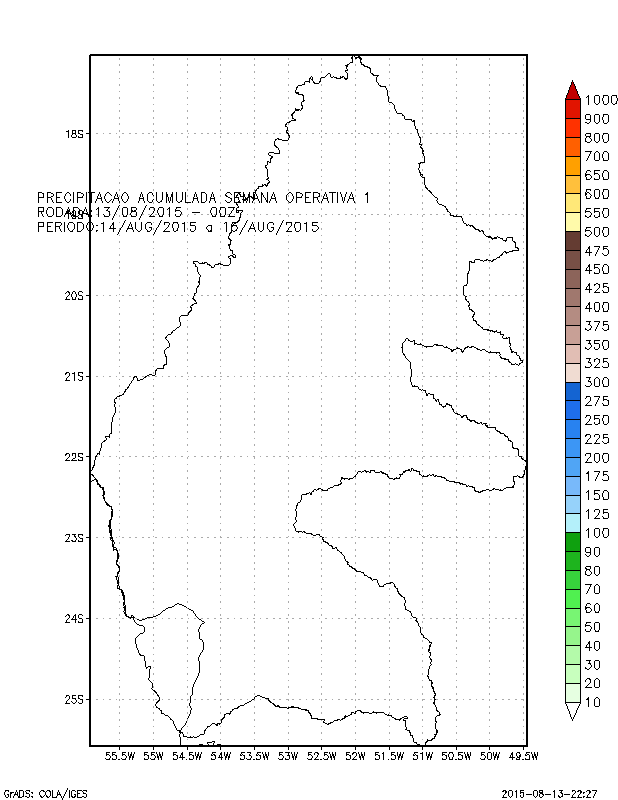 PRECIPITACAO ACUMULADA SEMANA OPERATIVA 1
RODADA:13/08/2015 - 00Z
PERIODO:14/AUG/2015 a 15/AUG/2015
18S
19S
20S
21S
22S
23S
24S
25S
55.5W 55W 54.5W 54W 53.5W 53W 52.5W 52W 51.5W 51W 50.5W 50W 49.5W
1000
900
800
700
650
600
550
500
475
450
425
400
375
350
325
300
275
250
225
200
175
150
125
100
90
80
70
60
50
40
30
20
10
GrADS: COLA/IGES
2015-08-13-22:27